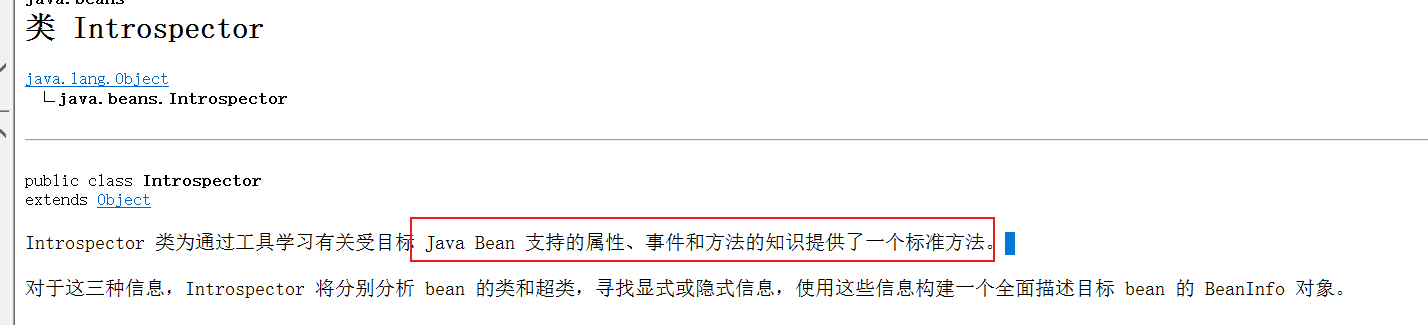 java.beans
类 Introspector
java.lang.Object
java.beans.Introspector
public class Introspector
extends Object
Introspector 类为通过工具学习有关受目标 Java Bean 支持的属性、事件和方法的知识提供了一个标准方法。
对于这三种信息，Introspector 将分别分析 bean 的类和超类，寻找显式或隐式信息，使用这些信息构建一个全面描述目标 bean 的 BeanInfo 对象。